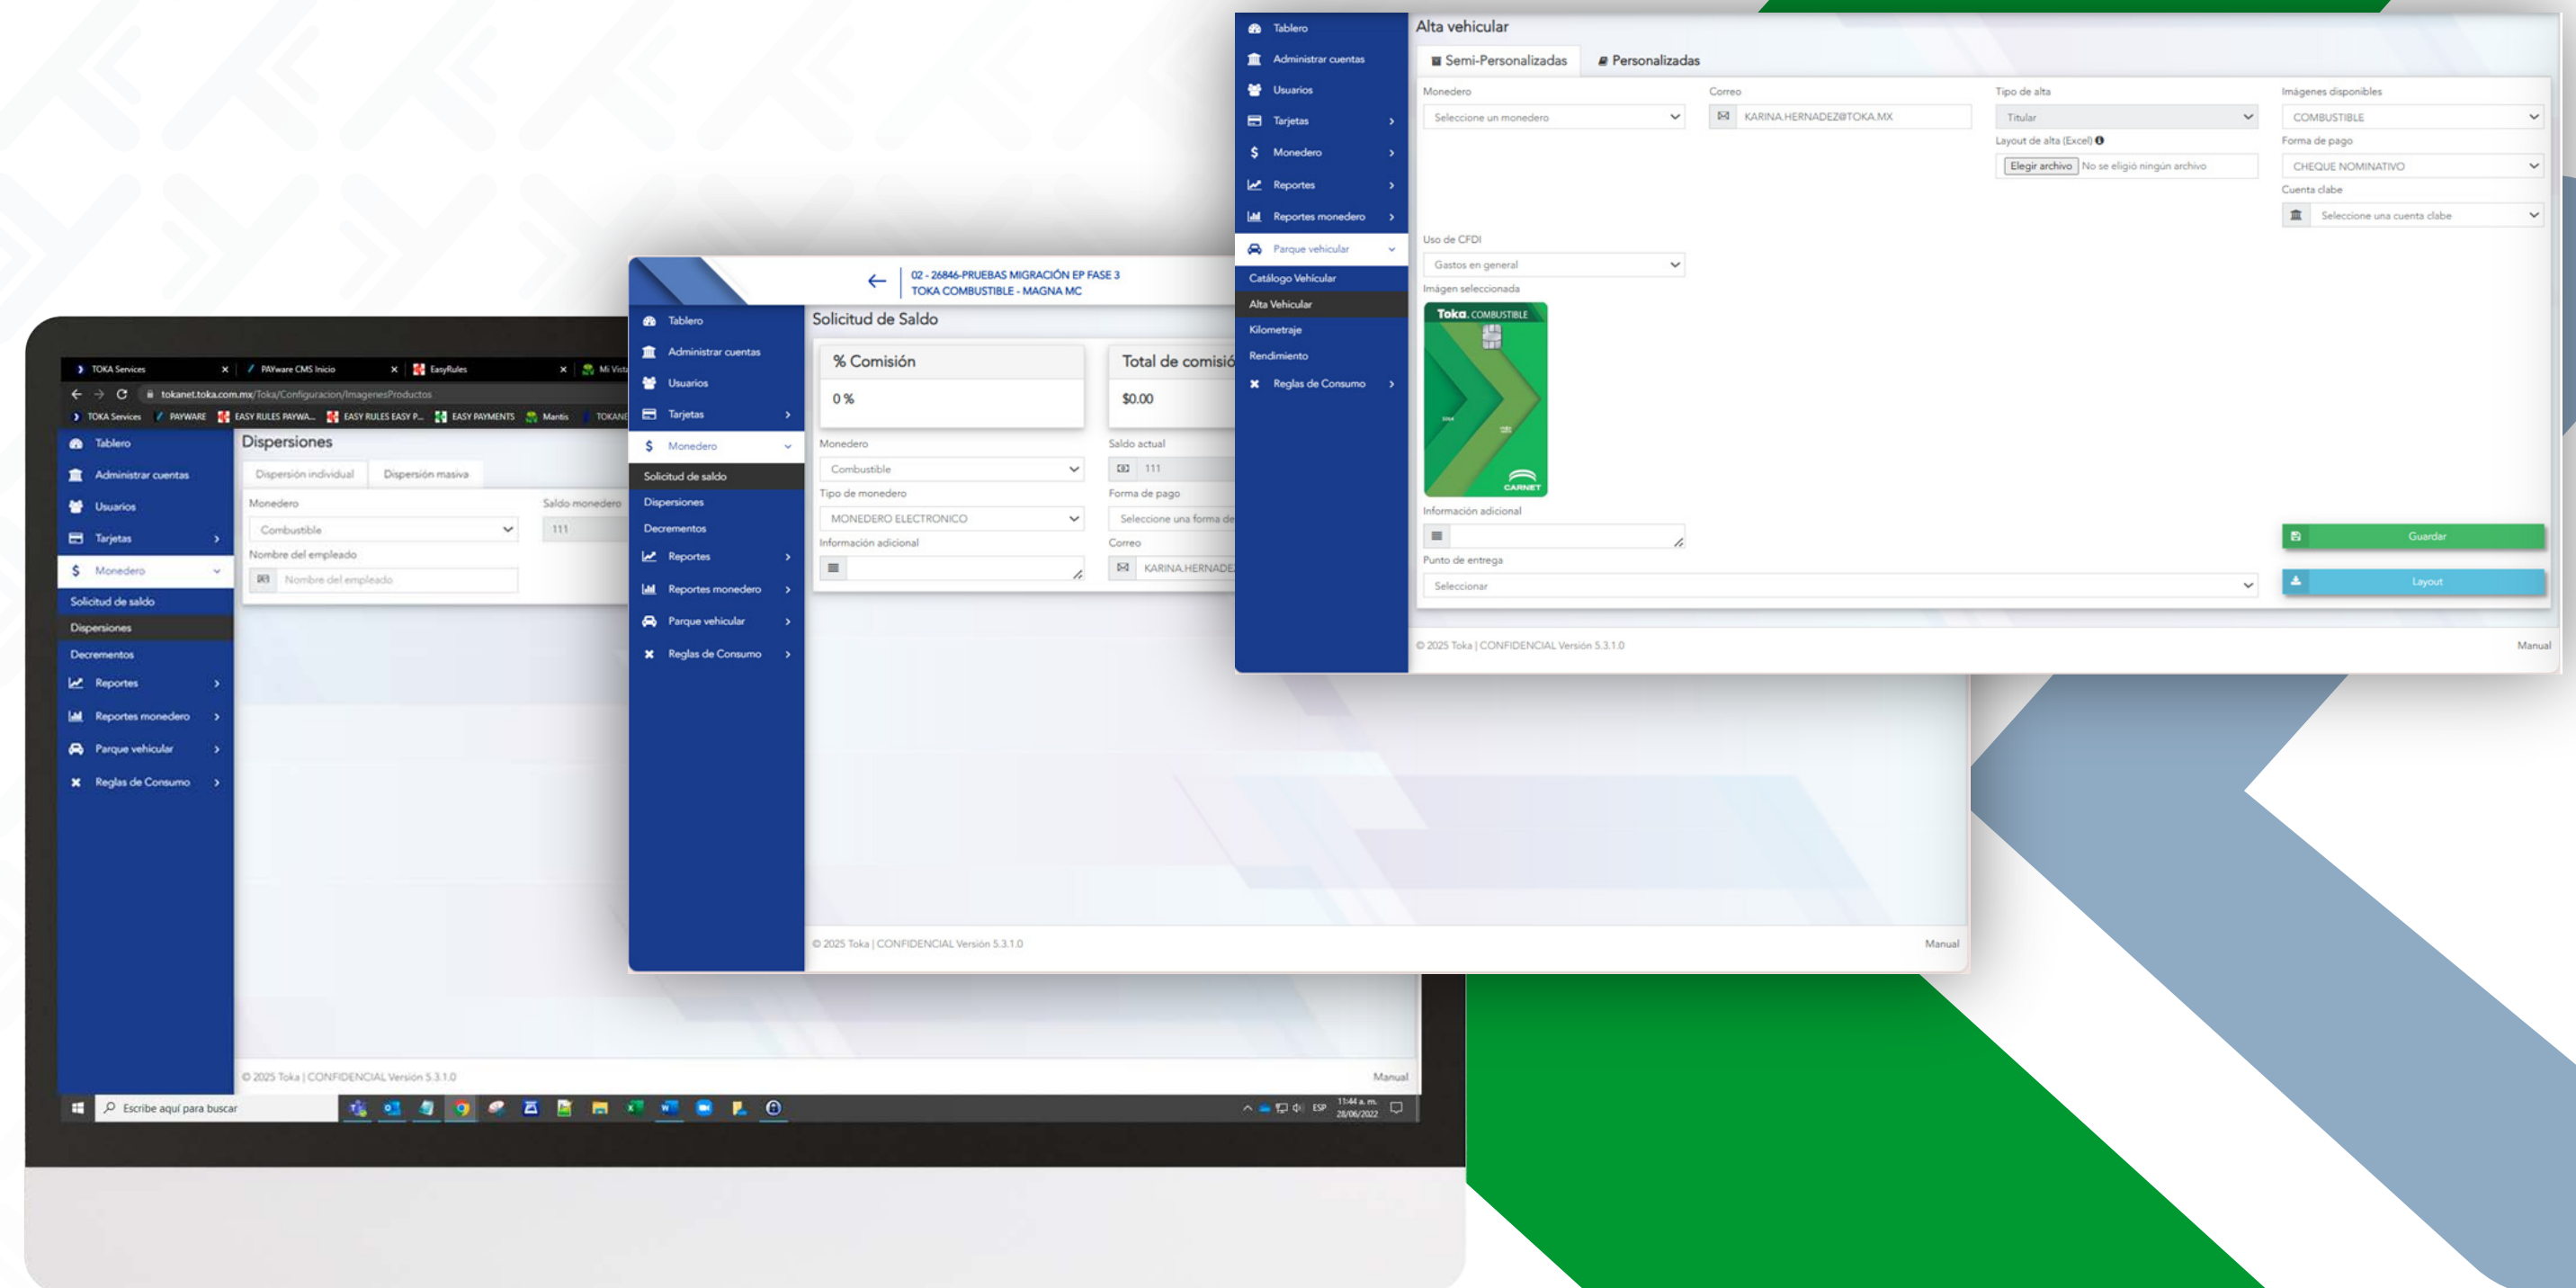 Tablero
Administrar cuentas
Usuarios
Tarjetas
Monedero
Reportes
Reportes monedero
Parque vehicular
Catálogo Vehícular
Alta Vehicular
Kilometraje
Rendimiento
Reglas de Consumo
Alta vehicular
Semi-Personalizadas
Personalizadas
Monedero
Seleccione un monedero
Correo
KARINA.HERNADEZ@TOKA.MX
Tipo de alta
Titular
Layout de alta (Excel)
Elegir archivo No se eligió ningún archivo
Imágenes disponibles
COMBUSTIBLE
Forma de pago
CHEQUE NOMINATIVO
Cuenta clabe
Seleccione una cuenta clabe
Uso de CFDI
Gastos en general
Imágen seleccionada
Toka. COMBUSTIBLE
CARNET
Información adicional
Punto de entrega
Seleccionar
Guardar
Layout
© 2025 Toka | CONFIDENCIAL Versión 5.3.1.0
Manual
02 - 26846-PRUEBAS MIGRACIÓN EP FASE 3
TOKA COMBUSTIBLE - MAGNA MC
Tablero
Administrar cuentas
Usuarios
Tarjetas
Monedero
Solicitud de saldo
Dispersiones
Decrementos
Reportes
Reportes monedero
Parque vehicular
Reglas de Consumo
Solicitud de Saldo
% Comisión
0 %
Total de comisió
$0.00
Monedero
Combustible
Saldo actual
111
Tipo de monedero
MONEDERO ELECTRONICO
Forma de pago
Seleccione una forma de
Información adicional
Correo
KARINA.HERNADE
© 2025 Toka | CONFIDENCIAL Versión 5.3.1.0
Manual
TOKA Services
PAYware CMS Inicio
EasyRules
Mi Vist
tokanet.toka.com.mx/Toka/Configuracion/ImagenesProductos
TOKA Services
PAYWARE
EASY RULES PAYWA...
EASY RULES EASY P...
EASY PAYMENTS
Mantis
TOKANE
Tablero
Administrar cuentas
Usuarios
Tarjetas
Monedero
Solicitud de saldo
Dispersiones
Decrementos
Reportes
Reportes monedero
Parque vehicular
Reglas de Consumo
Dispersiones
Dispersión individual
Dispersión masiva
Monedero
Combustible
Saldo monedero
111
Nombre del empleado
Nombre del empleado
© 2025 Toka | CONFIDENCIAL Versión 5.3.1.0
Manual
Escribe aquí para buscar
ESP
11:44 a. m.
28/06/2022